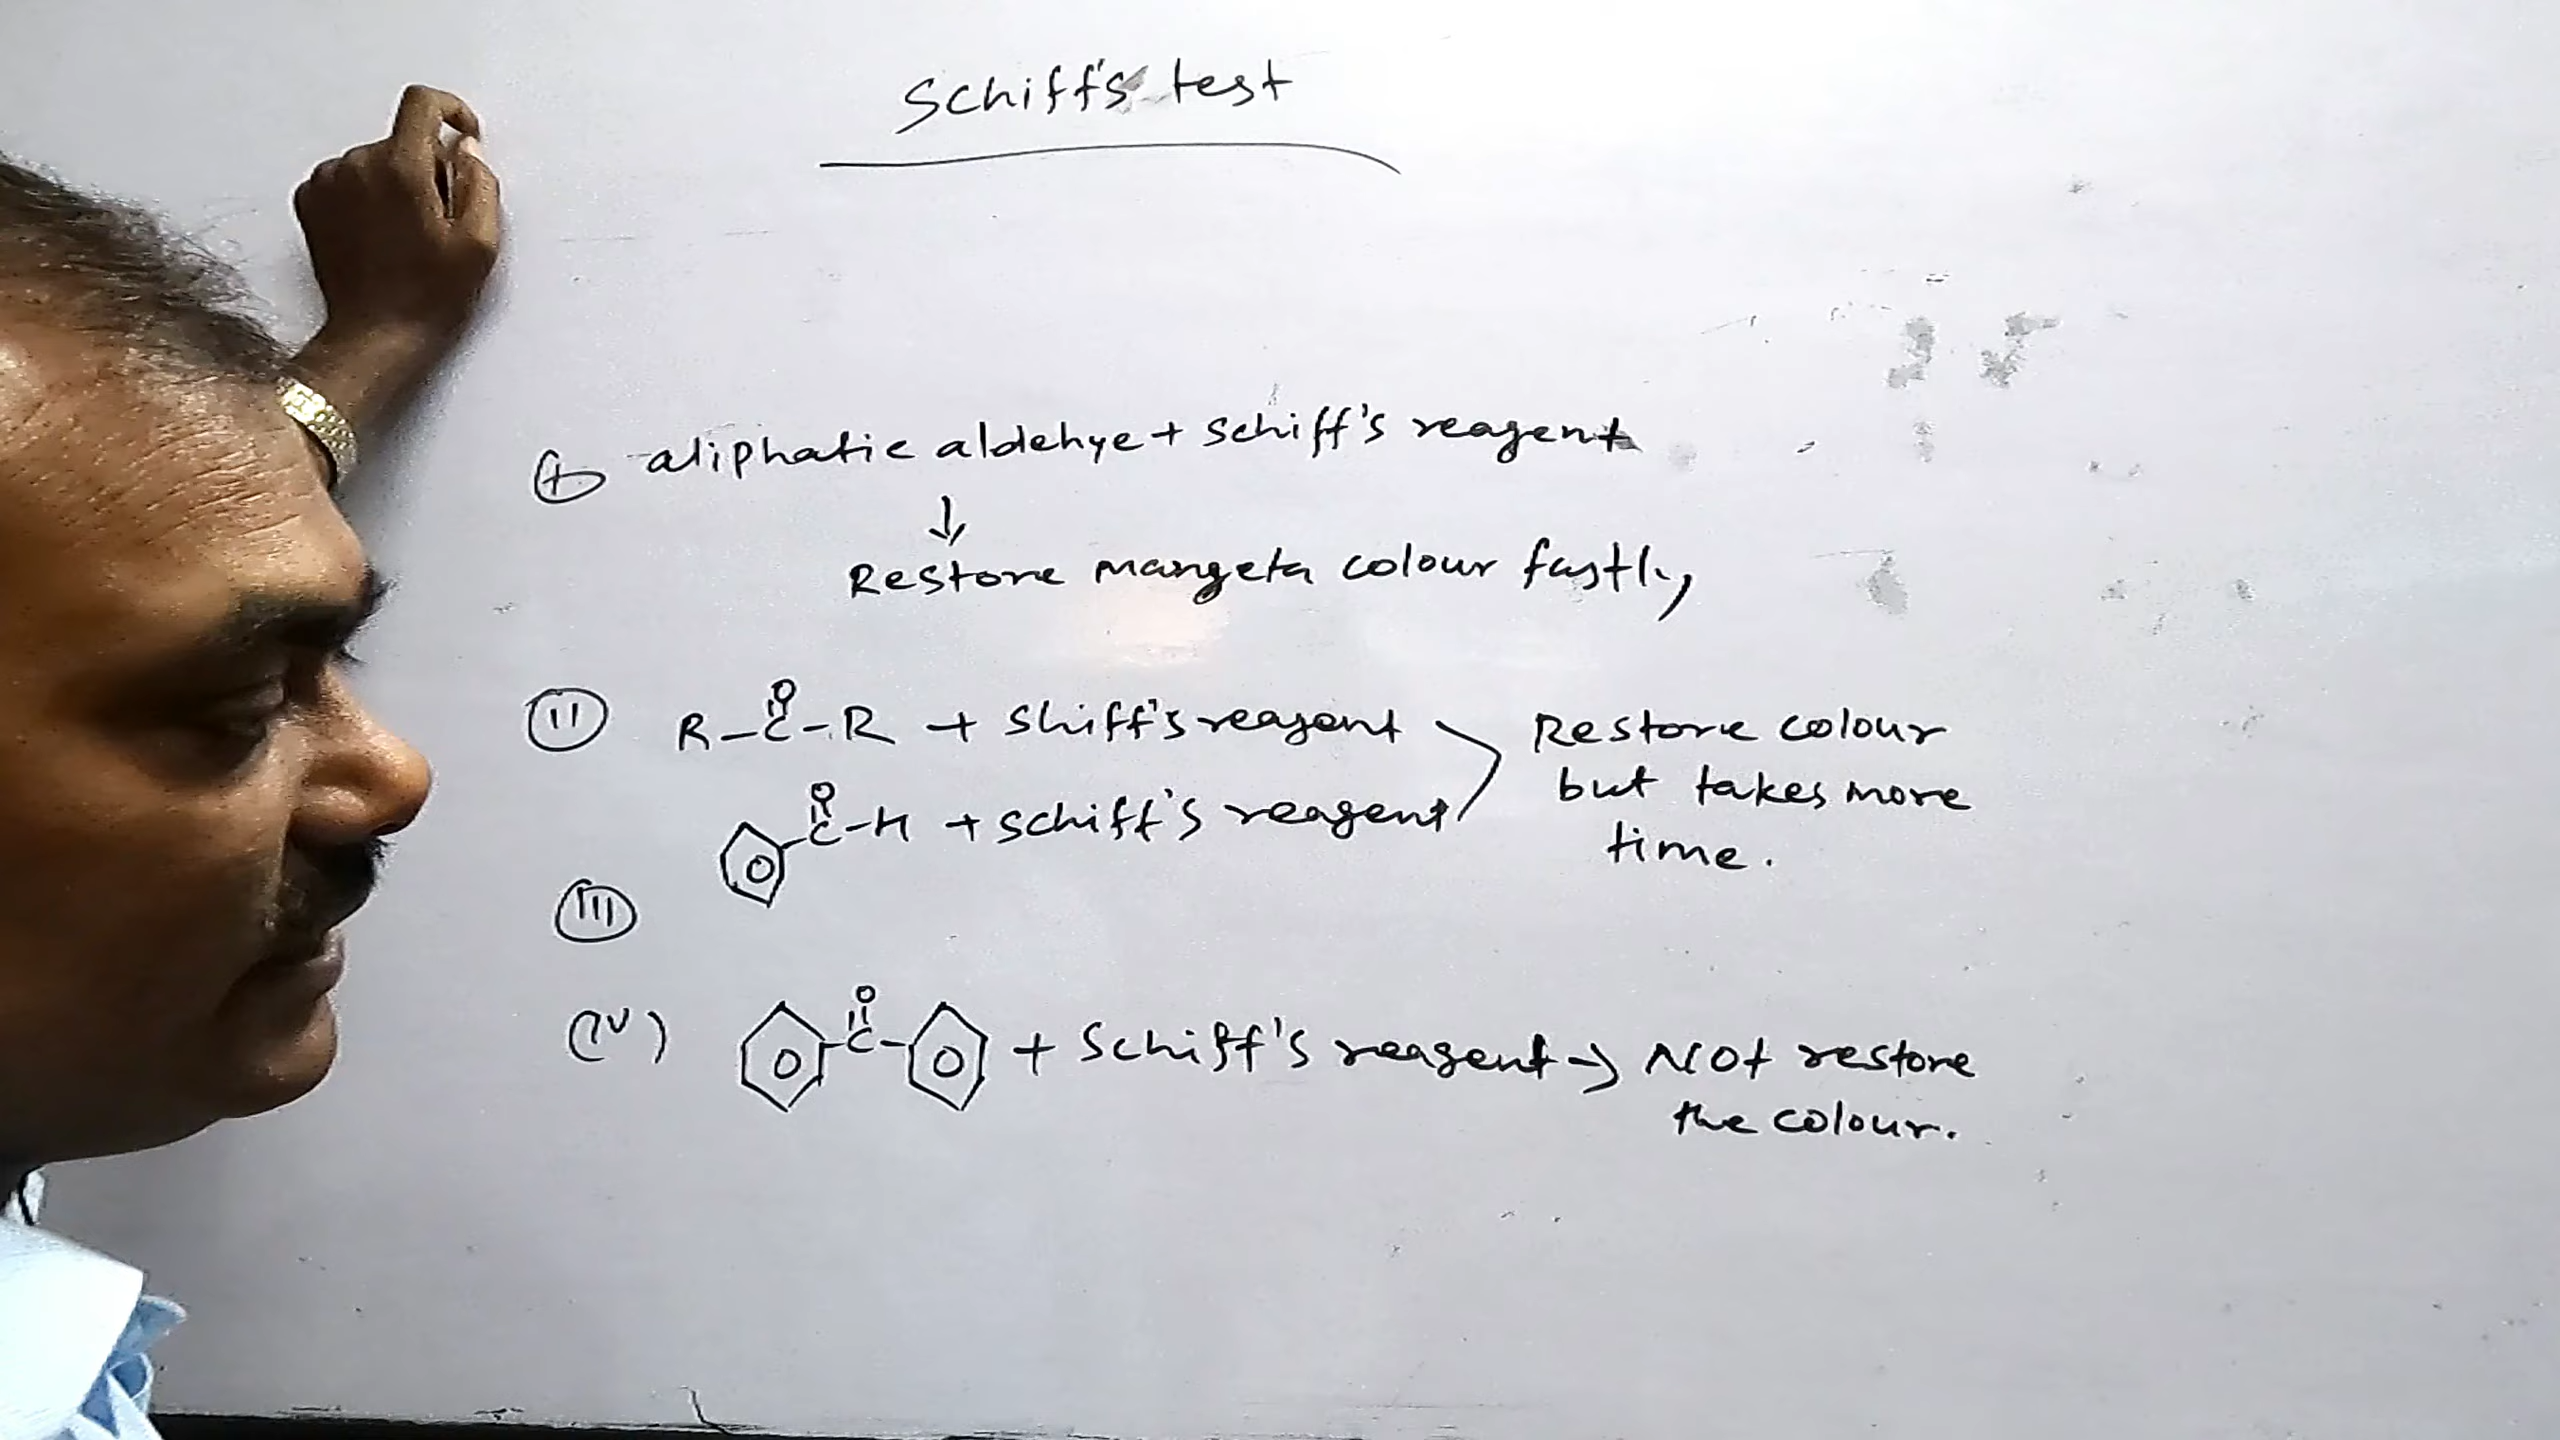 Schiff's test
(I) aliphatic aldehye + schiff's reagent
↓
Restore mangeta colour fastly
(II) R-C-R + Shiff's reagent
O
Restore colour
but takes more
time.
O
C-H + schiff's reagent
(III)
(IV) O
C + Schiff's reagent → Not restore
the colour.